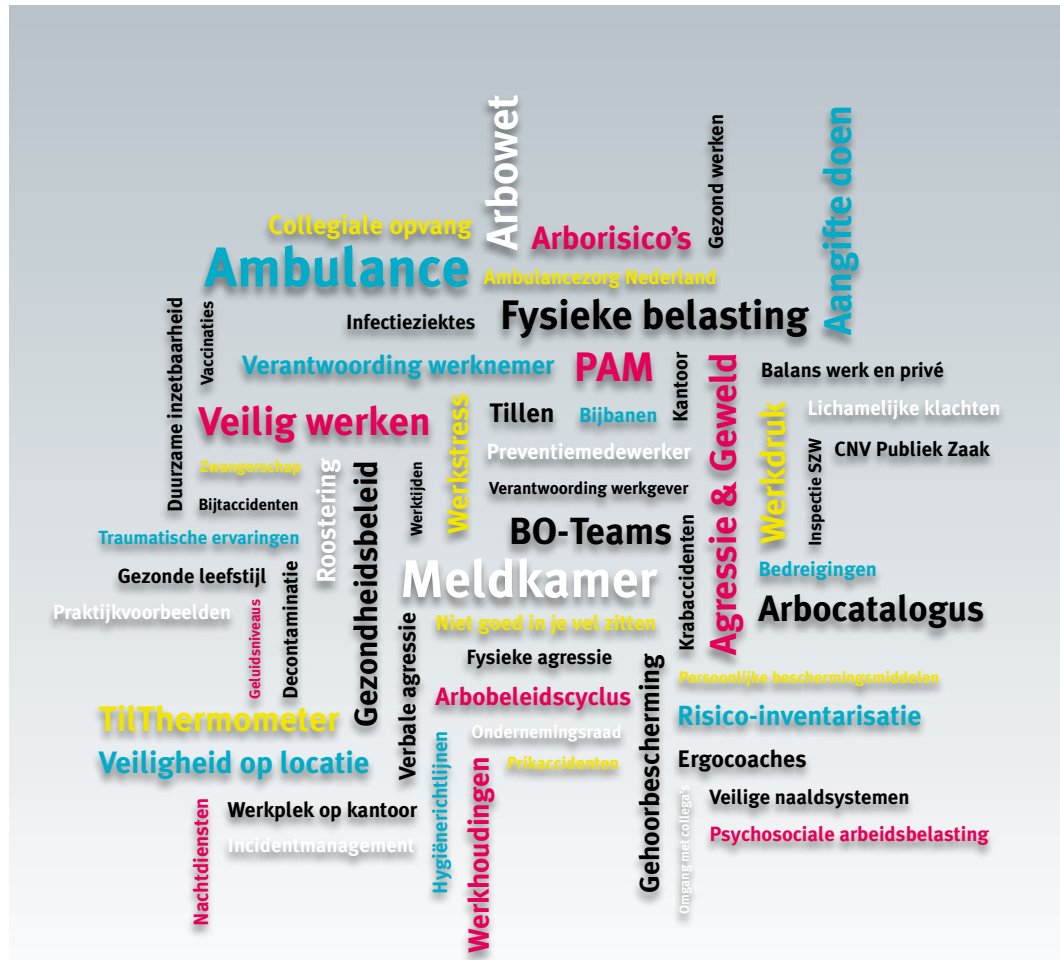 Arbowet
Gezond werken
Aangifte doen
Collegiale opvang
Arborisico's
Ambulance
Ambulancezorg Nederland
Duurzame inzetbaarheid
Vaccinaties
Infectieziektes
Fysieke belasting
Verantwoording werknemer
PAM
Kantoor
Agressie & Geweld
Balans werk en privé
Veilig werken
Werkstress
Tillen
Bijbanen
Werkdruk
Lichamelijke klachten
Preventiemedewerker
Inspectie SZW
CNV Publiek Zaak
Zwangerschap
Roostering
Gezondheidsbeleid
Werktijden
Verantwoording werkgever
Bijtaccidenten
BO-Teams
Krabaccidenten
Traumatische ervaringen
Meldkamer
Bedreigingen
Gezonde leefstijl
Decontaminatie
Arbocatalogus
Praktijkvoorbeelden
Geluidsniveaus
Verbale agressie
Niet goed in je vel zitten
Fysieke agressie
Gehoorbescherming
Persoonlijke beschermingsmiddelen
Arbobeleidscyclus
TilThermometer
Risico-inventarisatie
Ondernemingsraad
Veiligheid op locatie
Hygiënerichtlijnen
Werkhoudingen
Prikaccidenten
Ergocoaches
Omgang met collega's
Nachtdiensten
Werkplek op kantoor
Veilige naaldsystemen
Incidentmanagement
Psychosociale arbeidsbelasting